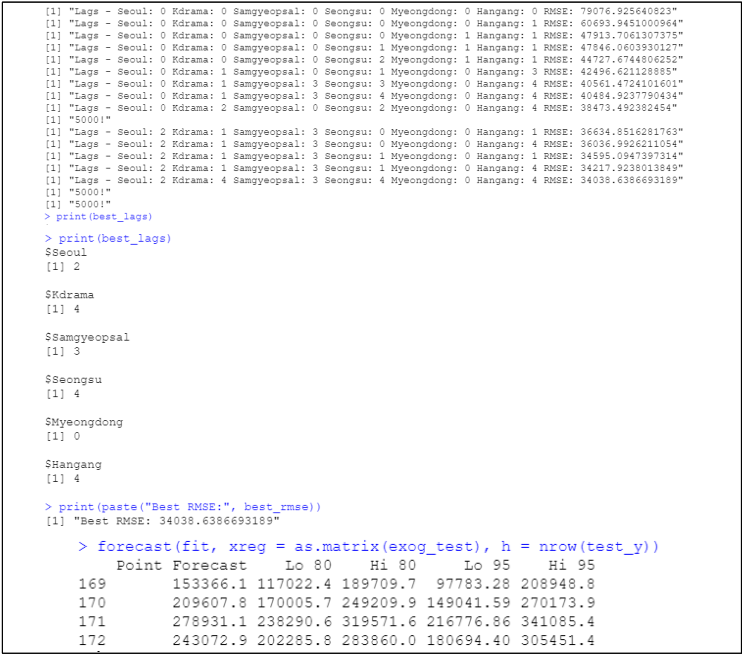 [1] "Lags - Seoul: 0 Kdrama: 0 Samgyeopsal: 0 Seongsu: 0 Myeongdong: 0 Hangang: 0 RMSE: 79076.925640823"
[1] "Lags - Seoul: 0 Kdrama: 0 Samgyeopsal: 0 Seongsu: 0 Myeongdong: 0 Hangang: 1 RMSE: 60693.9451000964"
[1] "Lags - Seoul: 0 Kdrama: 0 Samgyeopsal: 0 Seongsu: 0 Myeongdong: 1 Hangang: 1 RMSE: 47913.7061307375"
[1] "Lags - Seoul: 0 Kdrama: 0 Samgyeopsal: 0 Seongsu: 1 Myeongdong: 1 Hangang: 1 RMSE: 47846.0603930127"
[1] "Lags - Seoul: 0 Kdrama: 0 Samgyeopsal: 0 Seongsu: 2 Myeongdong: 1 Hangang: 1 RMSE: 44727.6744806252"
[1] "Lags - Seoul: 0 Kdrama: 1 Samgyeopsal: 0 Seongsu: 1 Myeongdong: 0 Hangang: 3 RMSE: 42496.621128885"
[1] "Lags - Seoul: 0 Kdrama: 1 Samgyeopsal: 3 Seongsu: 3 Myeongdong: 0 Hangang: 4 RMSE: 40561.4724101601"
[1] "Lags - Seoul: 0 Kdrama: 1 Samgyeopsal: 3 Seongsu: 4 Myeongdong: 0 Hangang: 4 RMSE: 40484.9237790434"
[1] "Lags - Seoul: 0 Kdrama: 2 Samgyeopsal: 0 Seongsu: 2 Myeongdong: 0 Hangang: 4 RMSE: 38473.492382454"
[1] "5000!"
[1] "Lags - Seoul: 2 Kdrama: 1 Samgyeopsal: 3 Seongsu: 0 Myeongdong: 0 Hangang: 1 RMSE: 36634.8516281763"
[1] "Lags - Seoul: 2 Kdrama: 1 Samgyeopsal: 3 Seongsu: 0 Myeongdong: 0 Hangang: 4 RMSE: 36036.9926211054"
[1] "Lags - Seoul: 2 Kdrama: 1 Samgyeopsal: 3 Seongsu: 1 Myeongdong: 0 Hangang: 1 RMSE: 34595.0947397314"
[1] "Lags - Seoul: 2 Kdrama: 1 Samgyeopsal: 3 Seongsu: 1 Myeongdong: 0 Hangang: 4 RMSE: 34217.9238013849"
[1] "Lags - Seoul: 2 Kdrama: 4 Samgyeopsal: 3 Seongsu: 4 Myeongdong: 0 Hangang: 4 RMSE: 34038.6386693189"
[1] "5000!"
[1] "5000!"
> print(best_lags)
> print(best_lags)
$Seoul
[1] 2
$Kdrama
[1] 4
$Samgyeopsal
[1] 3
$Seongsu
[1] 4
$Myeongdong
[1] 0
$Hangang
[1] 4
> print(paste("Best RMSE:", best_rmse))
[1] "Best RMSE: 34038.6386693189"
> forecast(fit, xreg = as.matrix(exog_test), h = nrow(test_y))
Point Forecast Lo 80 Hi 80 Lo 95 Hi 95
169 153366.1 117022.4 189709.7 97783.28 208948.8
170 209607.8 170005.7 249209.9 149041.59 270173.9
171 278931.1 238290.6 319571.6 216776.86 341085.4
172 243072.9 202285.8 283860.0 180694.40 305451.4